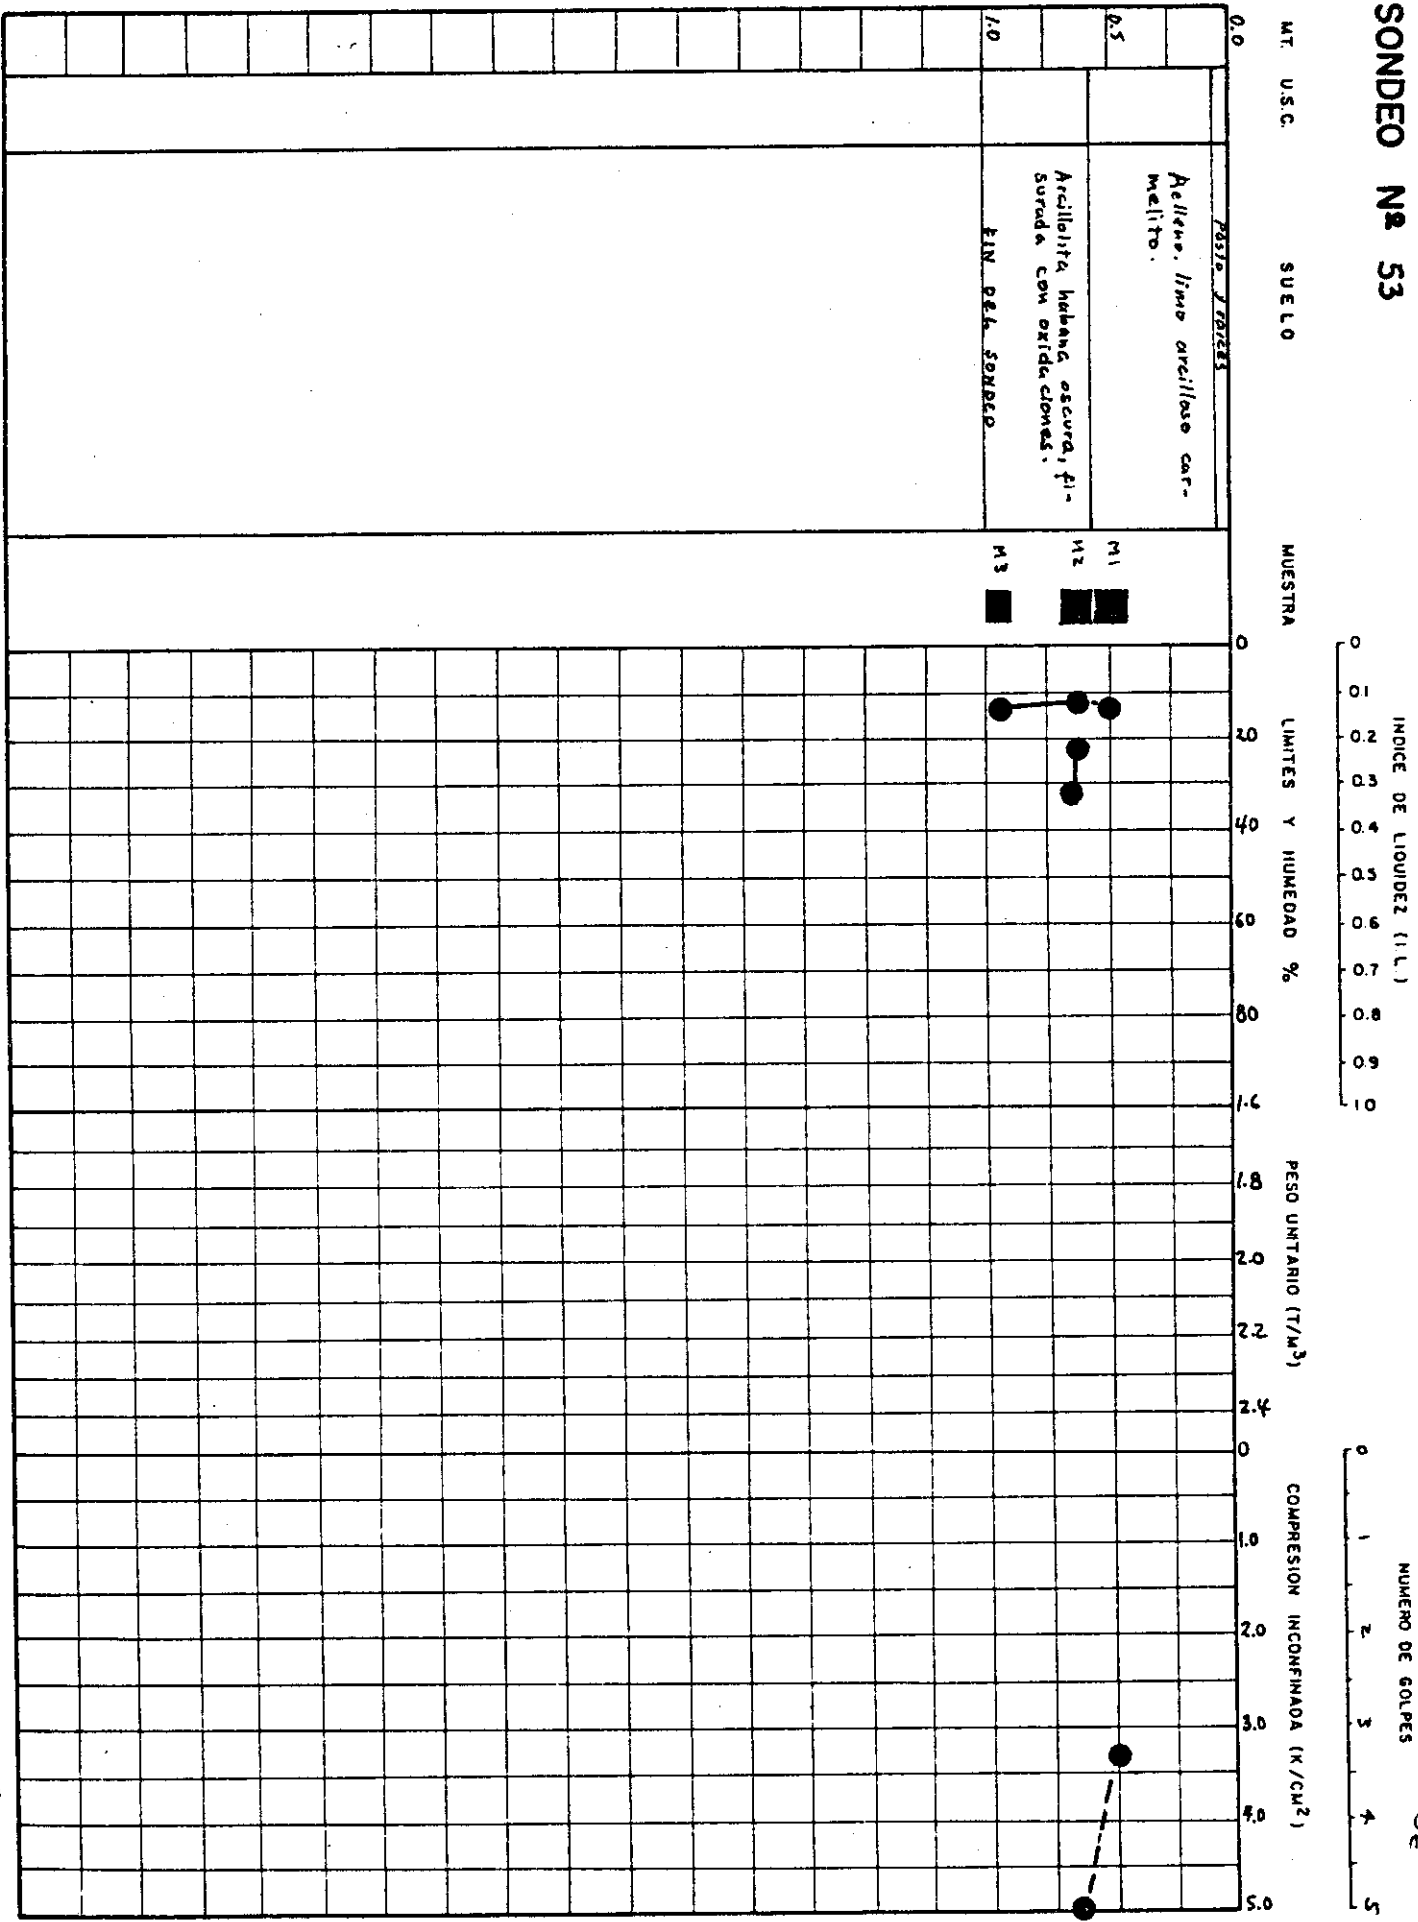 SONDEO Nº 53
INDICE DE LIQUIDEZ (I.L.)
0 0.1 0.2 0.3 0.4 0.5 0.6 0.7 0.8 0.9 1.0
NUMERO DE GOLPES
0 1 2 3 4 5
MT. U.S.C. SUELO MUESTRA LIMITES Y HUMEDAD % PESO UNITARIO (T/M³) COMPRESION INCONFINADA (K/CM²)
0.0 0 20 40 60 80 1.6 1.8 2.0 2.2 2.4 0 1.0 2.0 3.0 4.0 5.0
Pasto y raices
Relleno, limo arcilloso car-
melito.
0.5
M1
M2
Arcillolita habana oscura, fi-
surada con oxidaciones.
1.0
M3
FIN DEL SONDEO